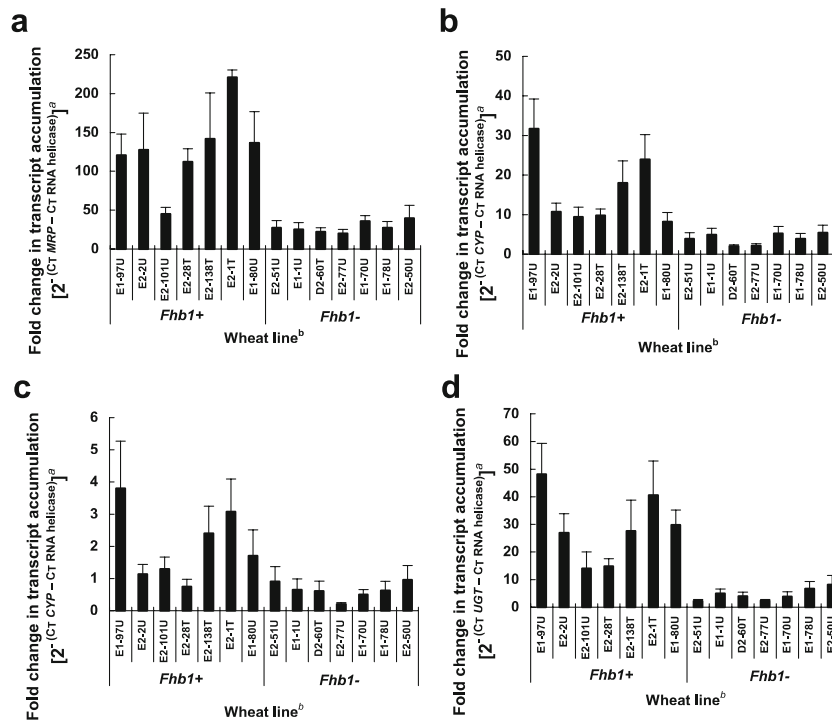 a
Fold change in transcript accumulation
[2^-(CT MRP – CT RNA helicase)]^a
250
200
150
100
50
0
E1-97U
E2-2U
E2-101U
E2-28T
E2-138T
E2-1T
E1-80U
E2-51U
E1-1U
D2-60T
E2-77U
E1-70U
E1-78U
E2-50U
Fhb1+
Fhb1-
Wheat line^b
b
Fold change in transcript accumulation
[2^-(CT CYP – CT RNA helicase)]^a
50
40
30
20
10
0
E1-97U
E2-2U
E2-101U
E2-28T
E2-138T
E2-1T
E1-80U
E2-51U
E1-1U
D2-60T
E2-77U
E1-70U
E1-78U
E2-50U
Fhb1+
Fhb1-
Wheat line^b
c
Fold change in transcript accumulation
[2^-(CT CYP – CT RNA helicase)]^a
6
5
4
3
2
1
0
E1-97U
E2-2U
E2-101U
E2-28T
E2-138T
E2-1T
E1-80U
E2-51U
E1-1U
D2-60T
E2-77U
E1-70U
E1-78U
E2-50U
Fhb1+
Fhb1-
Wheat line^b
d
Fold change in transcript accumulation
[2^-(CT UGT – CT RNA helicase)]^a
70
60
50
40
30
20
10
0
E1-97U
E2-2U
E2-101U
E2-28T
E2-138T
E2-1T
E1-80U
E2-51U
E1-1U
D2-60T
E2-77U
E1-70U
E1-78U
E2-50U
Fhb1+
Fhb1-
Wheat line^b